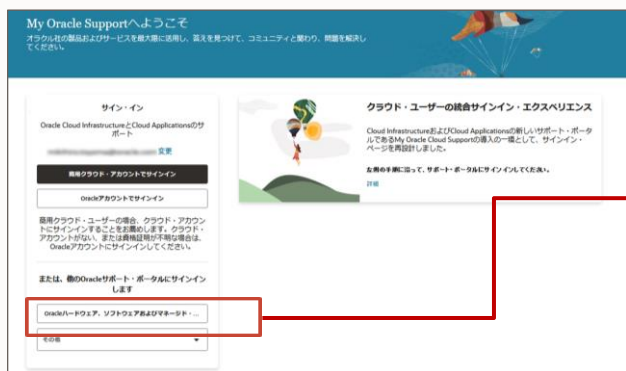 My Oracle Supportへようこそ
オラクル社の製品およびサービスを最大限に活用し、答えを見つけて、コミュニティと関わり、問題を解決し
てください。
サイン・イン
Oracle Cloud InfrastructureとCloud Applicationsのサ
ポート
変更
商用クラウド・アカウントでサインイン
Oracleアカウントでサインイン
商用クラウド・ユーザーの場合、クラウド・アカウン
トにサインインすることをお薦めします。クラウド・
アカウントがない、または資格証明が不明な場合は、
Oracleアカウントにサインインしてください。
または、他のOracleサポート・ポータルにサインイン
します
Oracleハードウェア、ソフトウェアおよびマネージド・...
その他
クラウド・ユーザーの統合サインイン・エクスペリエンス
Cloud InfrastructureおよびCloud Applicationsの新しいサポート・ポータ
ルであるMy Oracle Cloud Supportの導入の一環として、サインイン・
ページを再設計しました。
左側の手順に沿って、サポート・ポータルにサインインしてください。
詳細